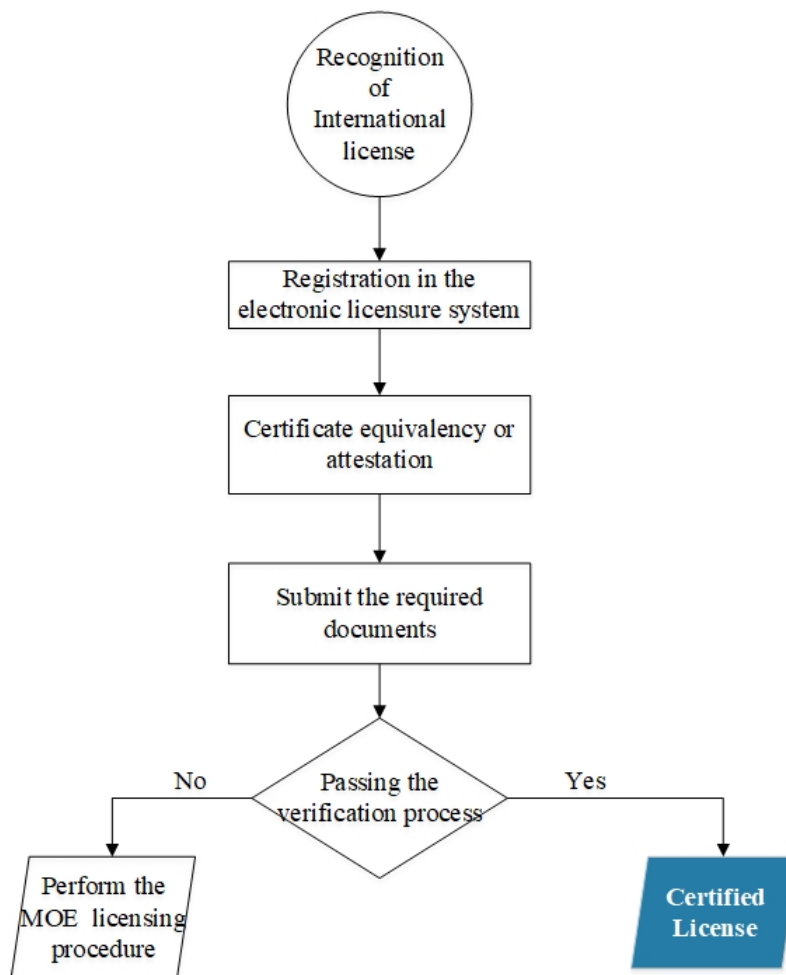 Recognition
of
International
license
Registration in the
electronic licensure system
Certificate equivalency or
attestation
Submit the required
documents
Passing the
verification process
No
Yes
Perform the
MOE licensing
procedure
Certified
License